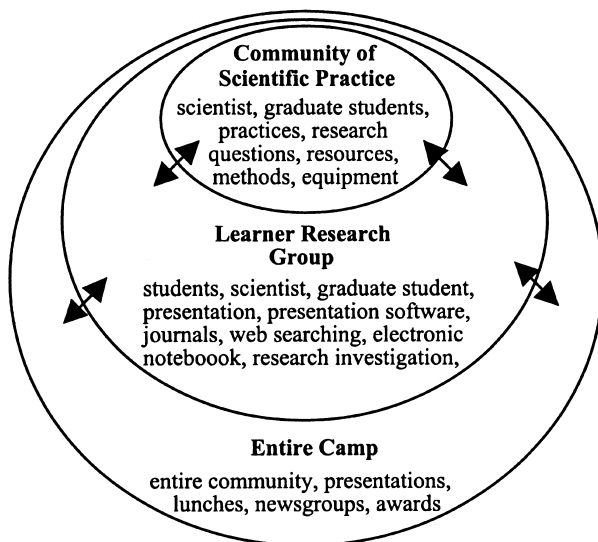 Community of
Scientific Practice
scientist, graduate students,
practices, research
questions, resources,
methods, equipment
Learner Research
Group
students, scientist, graduate student,
presentation, presentation software,
journals, web searching, electronic
noteboook, research investigation,
Entire Camp
entire community, presentations,
lunches, newsgroups, awards